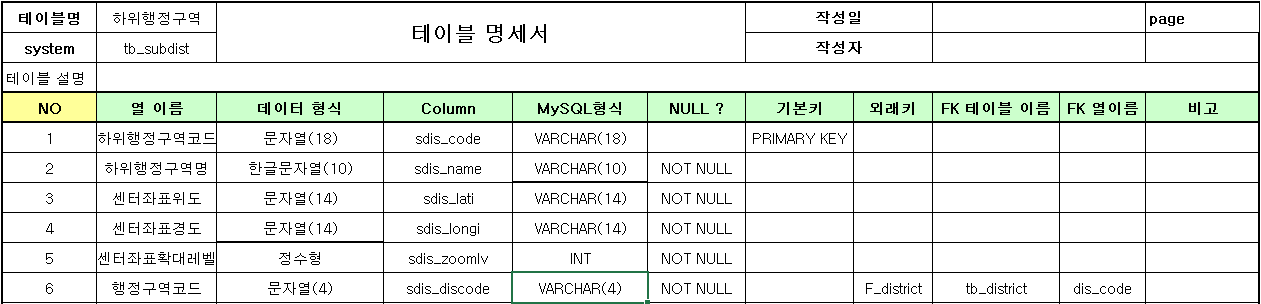 테이블명 하위행정구역 테이블 명세서 작성일 page
system tb_subdist 작성자
테이블 설명
NO 열 이름 데이터 형식 Column MySQL형식 NULL ? 기본키 외래키 FK 테이블 이름 FK 열이름 비고
1 하위행정구역코드 문자열(18) sdis_code VARCHAR(18) PRIMARY KEY
2 하위행정구역명 한글문자열(10) sdis_name VARCHAR(10) NOT NULL
3 센터좌표위도 문자열(14) sdis_lati VARCHAR(14) NOT NULL
4 센터좌표경도 문자열(14) sdis_longi VARCHAR(14) NOT NULL
5 센터좌표확대레벨 정수형 sdis_zoomlv INT NOT NULL
6 행정구역코드 문자열(4) sdis_discode VARCHAR(4) NOT NULL F_district tb_district dis_code